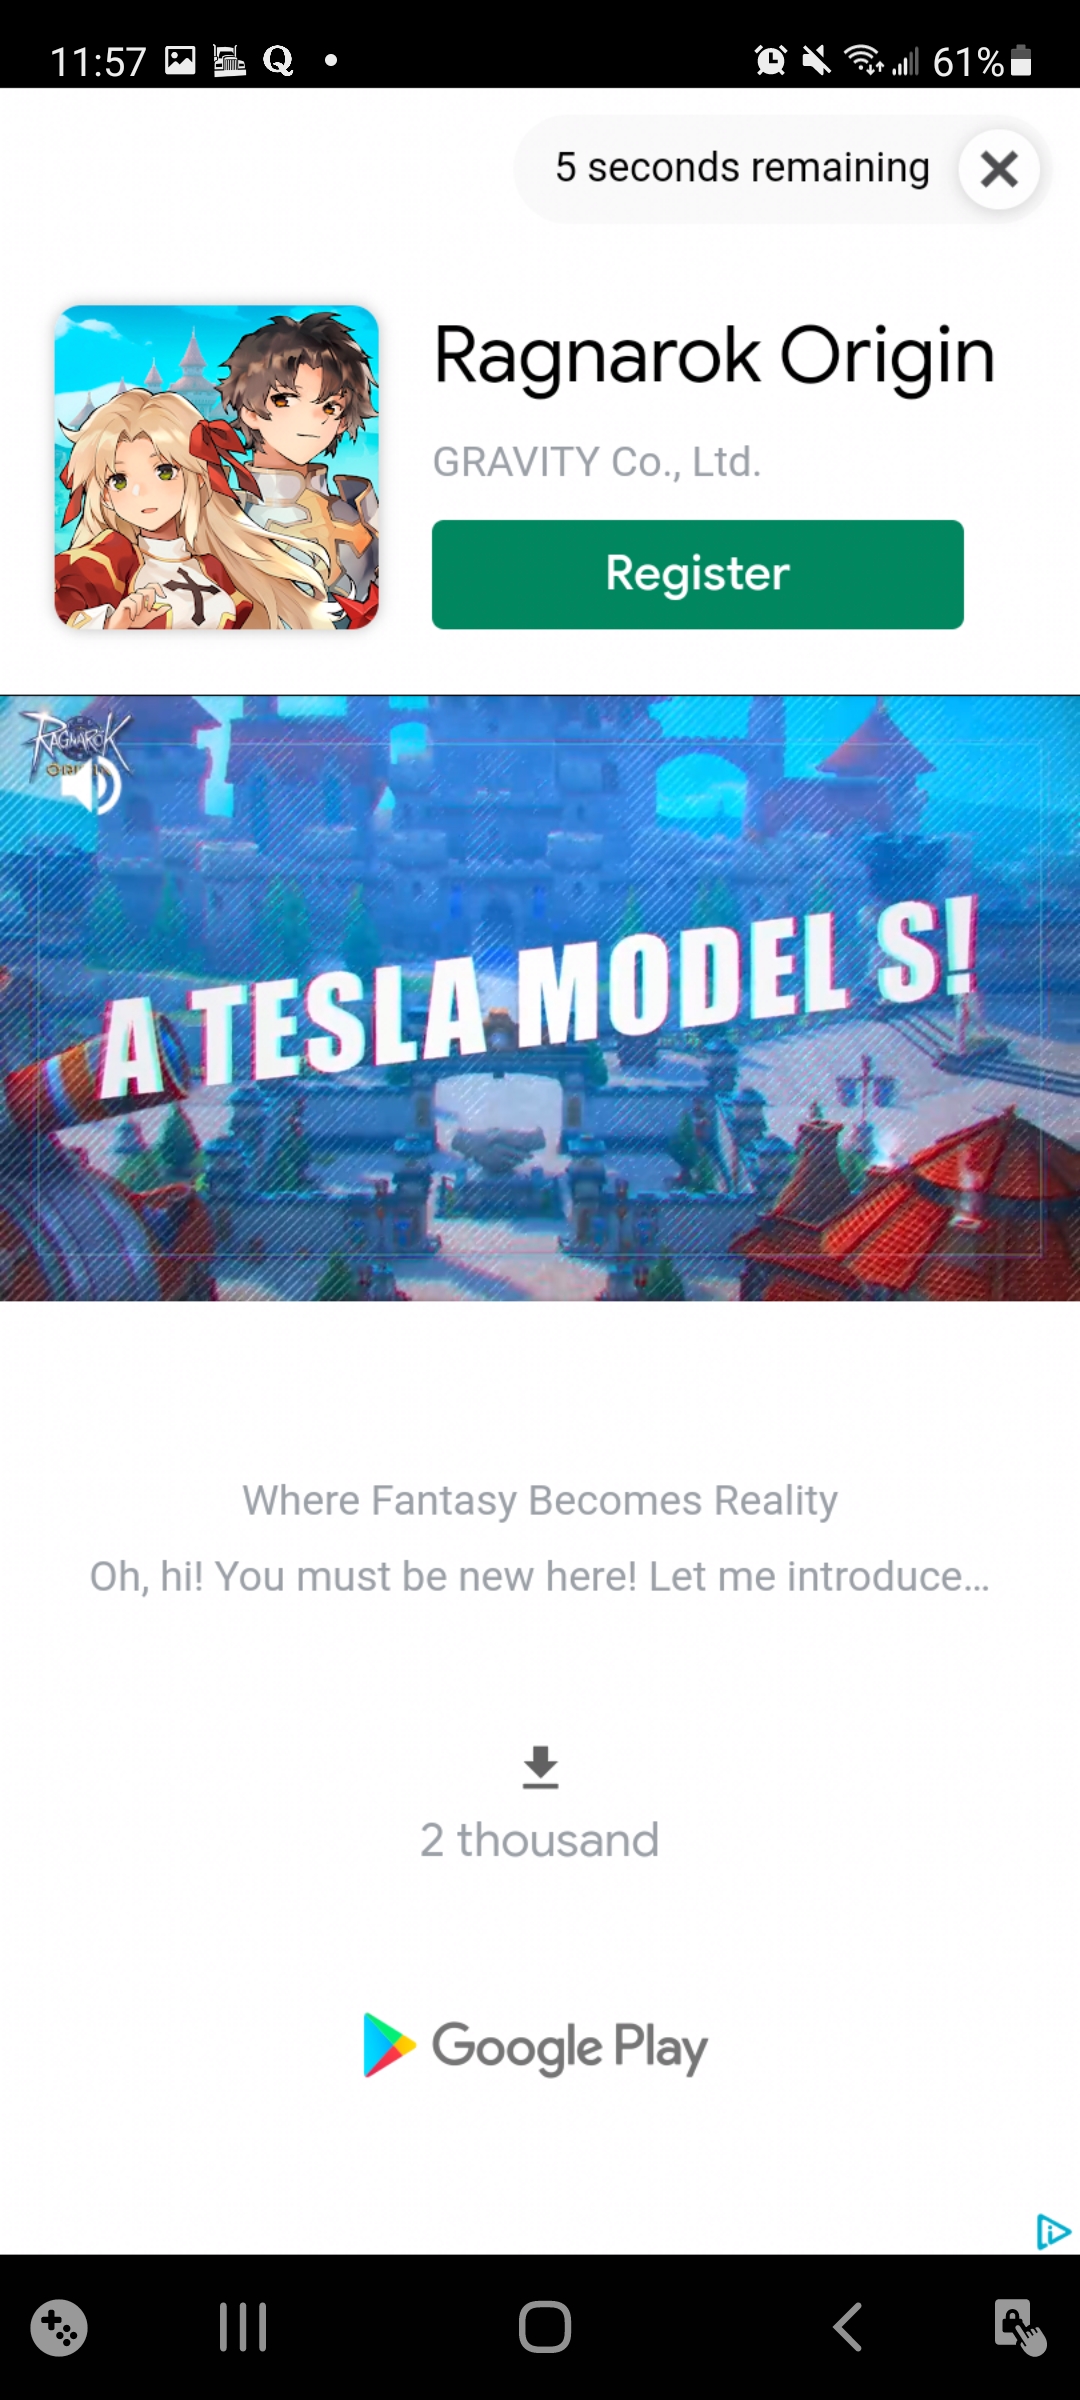 11:57
61%
5 seconds remaining
Ragnarok Origin
GRAVITY Co., Ltd.
Register
RAGNAROK
A TESLA MODEL S!
Where Fantasy Becomes Reality
Oh, hi! You must be new here! Let me introduce...
2 thousand
Google Play